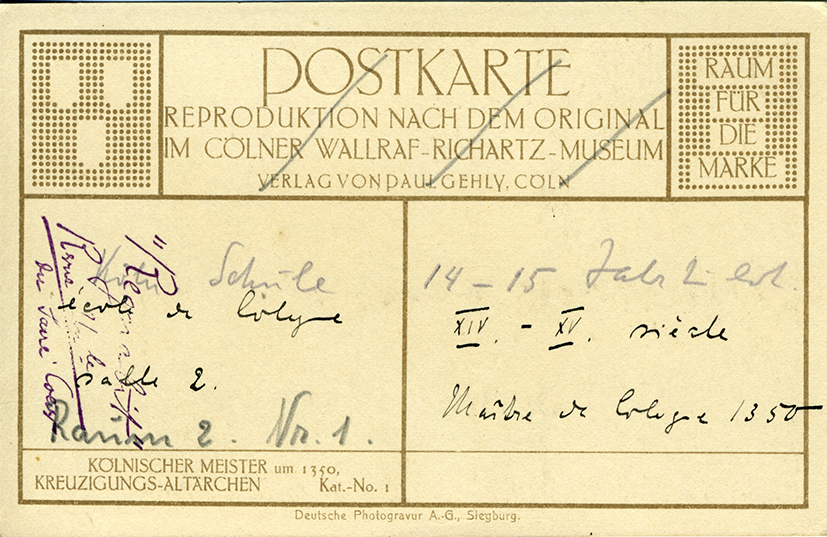 POSTKARTE
REPRODUKTION NACH DEM ORIGINAL
IM CÖLNER WALLRAF-RICHARTZ-MUSEUM
VERLAG VON PAUL GEHLY, CÖLN
RAUM
FÜR
DIE
MARKE
Schule
école de Cologne
salle 2.
Raum 2. Nr. 1.
14-15
XIV. - XV. siècle
Maître de Cologne 1350
KÖLNISCHER MEISTER um 1350,
KREUZIGUNGS-ALTÄRCHEN Kat.-No. 1
Deutsche Photogravur A.-G., Siegburg.